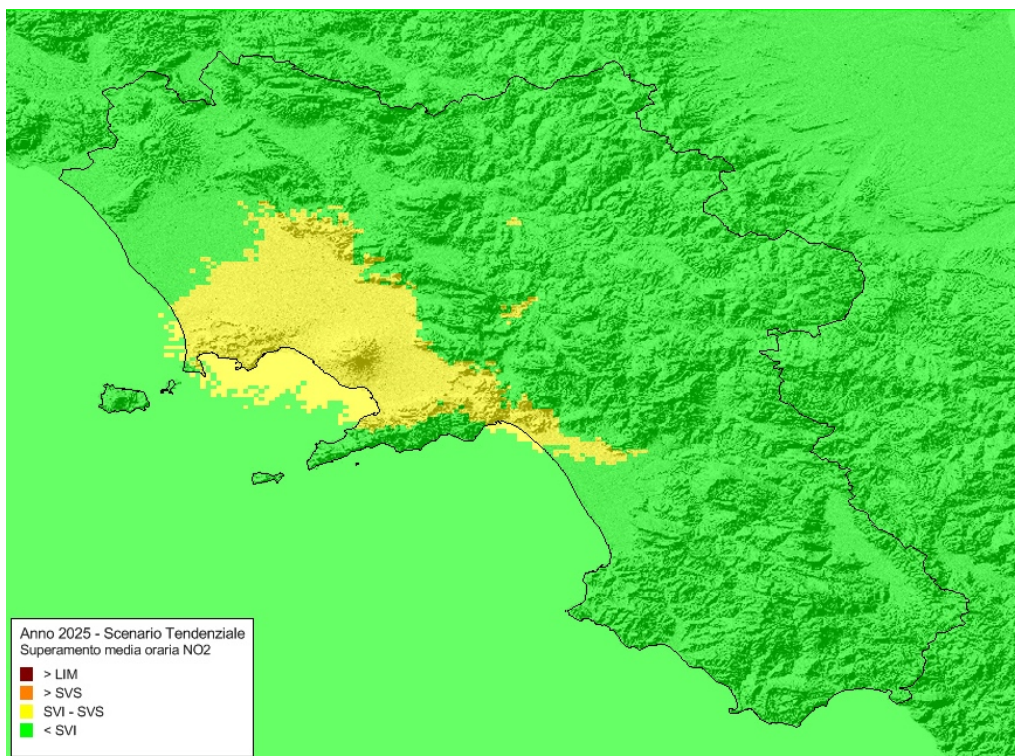 Anno 2025 - Scenario Tendenziale
Superamento media oraria NO2
> LIM
> SVS
SVI - SVS
< SVI